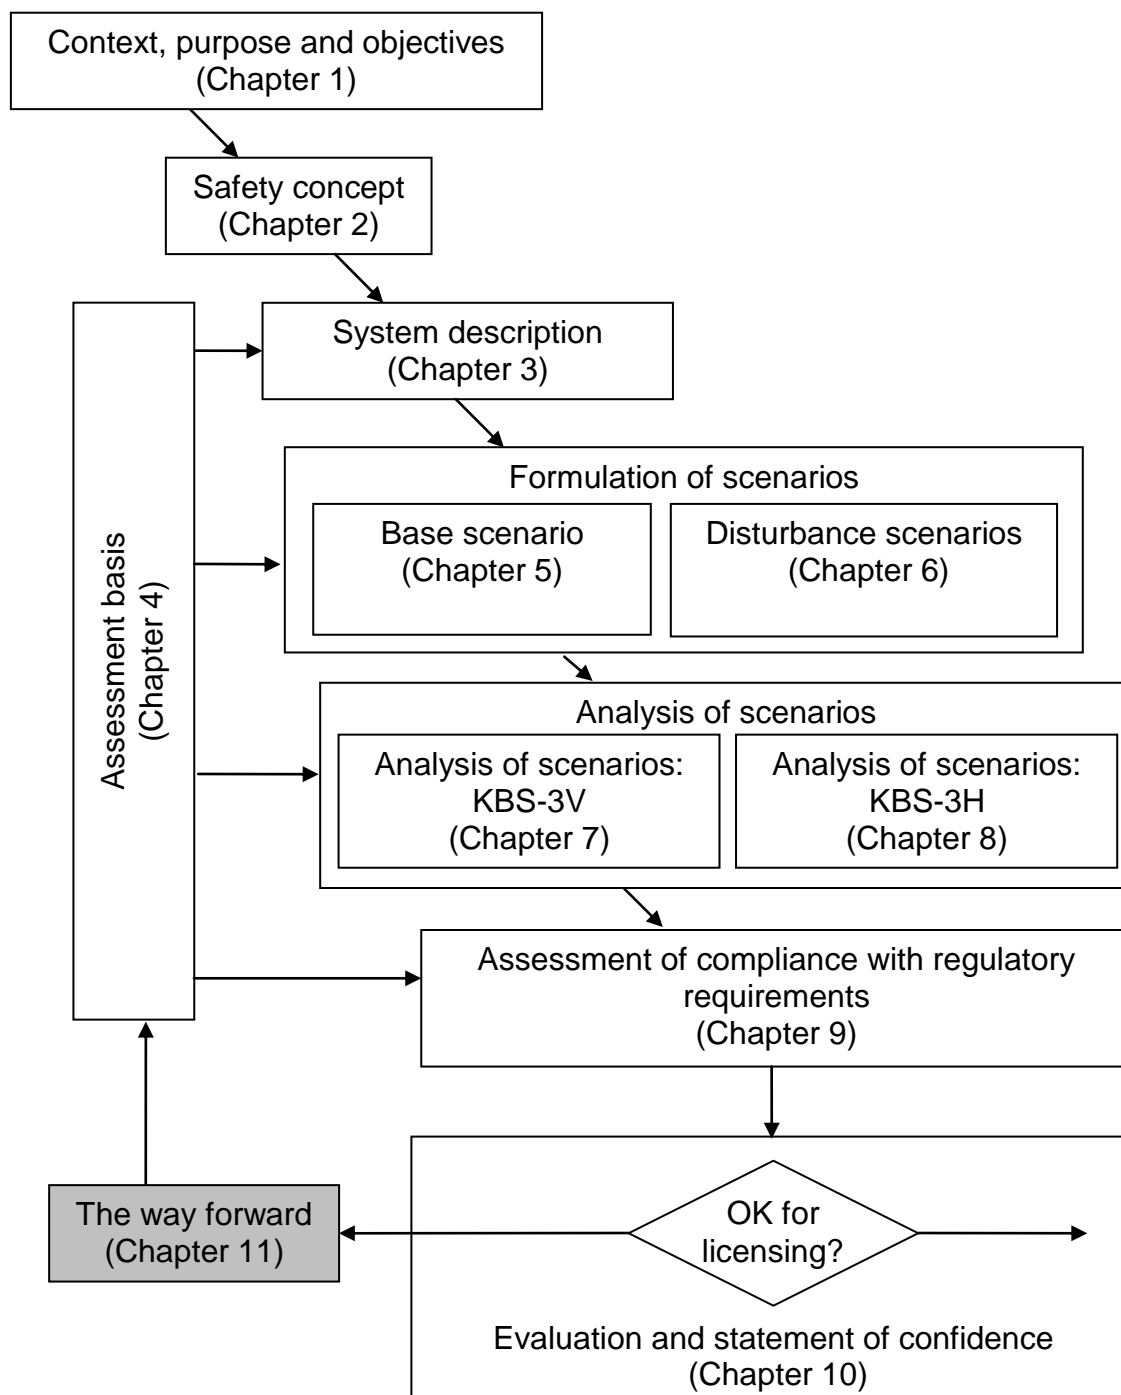 Context, purpose and objectives
(Chapter 1)
Safety concept
(Chapter 2)
System description
(Chapter 3)
Assessment basis
(Chapter 4)
Formulation of scenarios
Base scenario
(Chapter 5)
Disturbance scenarios
(Chapter 6)
Analysis of scenarios
Analysis of scenarios:
KBS-3V
(Chapter 7)
Analysis of scenarios:
KBS-3H
(Chapter 8)
Assessment of compliance with regulatory
requirements
(Chapter 9)
The way forward
(Chapter 11)
OK for
licensing?
Evaluation and statement of confidence
(Chapter 10)